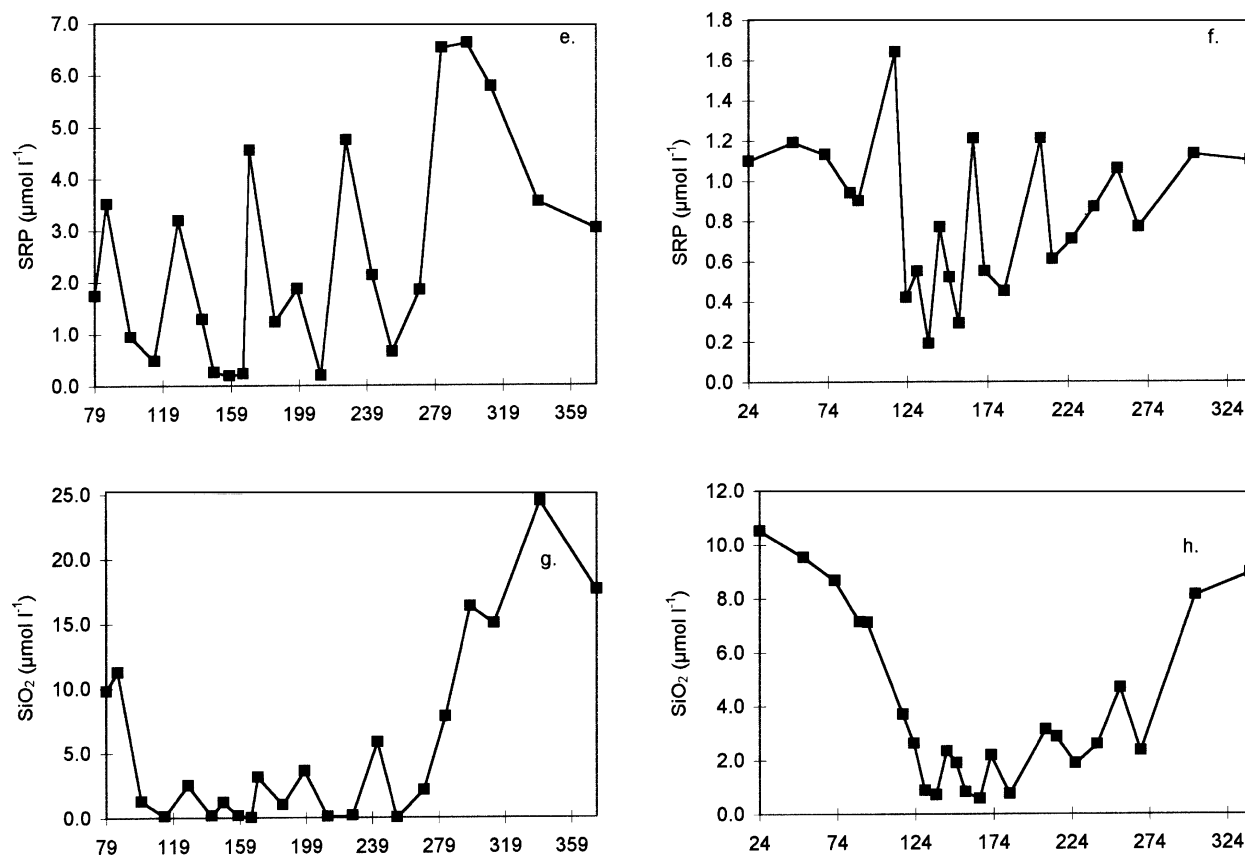 e.
SRP (µmol l⁻¹)
7.0
6.0
5.0
4.0
3.0
2.0
1.0
0.0
79 119 159 199 239 279 319 359
f.
SRP (µmol l⁻¹)
1.8
1.6
1.4
1.2
1.0
0.8
0.6
0.4
0.2
0.0
24 74 124 174 224 274 324
g.
SiO₂ (µmol l⁻¹)
25.0
20.0
15.0
10.0
5.0
0.0
79 119 159 199 239 279 319 359
h.
SiO₂ (µmol l⁻¹)
12.0
10.0
8.0
6.0
4.0
2.0
0.0
24 74 124 174 224 274 324